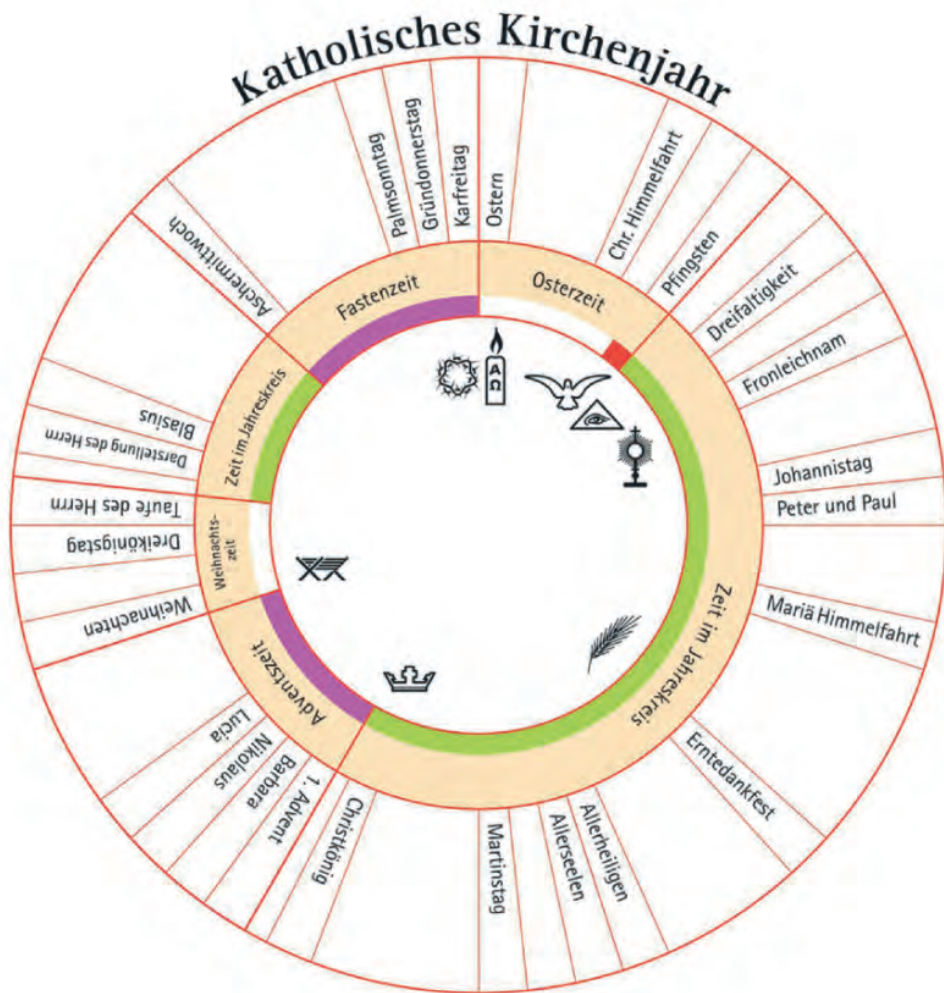 Katholisches Kirchenjahr
Ostern
Chr. Himmelfahrt
Pfingsten
Dreifaltigkeit
Fronleichnam
Johannistag
Peter und Paul
Mariä Himmelfahrt
Erntedankfest
Allerheiligen
Allerseelen
Martinstag
Christkönig
1. Advent
Barbara
Nikolaus
Lucia
Weihnachten
Dreikönigstag
Taufe des Herrn
Darstellung des Herrn
Blasius
Aschermittwoch
Palmsonntag
Gründonnerstag
Karfreitag
Osterzeit
Zeit im Jahreskreis
Adventszeit
Weihnachts-
zeit
Zeit im Jahreskreis
Fastenzeit
Α
Ω